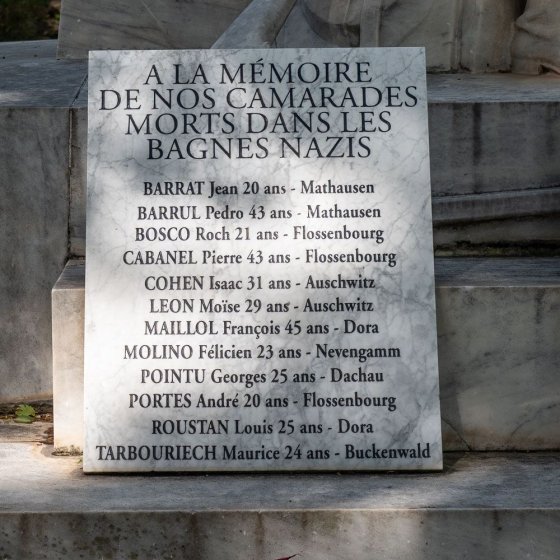 A LA MÉMOIRE
DE NOS CAMARADES
MORTS DANS LES
BAGNES NAZIS
BARRAT Jean 20 ans - Mathausen
BARRUL Pedro 43 ans - Mathausen
BOSCO Roch 21 ans - Flossenbourg
CABANEL Pierre 43 ans - Flossenbourg
COHEN Isaac 31 ans - Auschwitz
LEON Moïse 29 ans - Auschwitz
MAILLOL François 45 ans - Dora
MOLINO Félicien 23 ans - Nevengamm
POINTU Georges 25 ans - Dachau
PORTES André 20 ans - Flossenbourg
ROUSTAN Louis 25 ans - Dora
TARBOURIECH Maurice 24 ans - Buckenwald